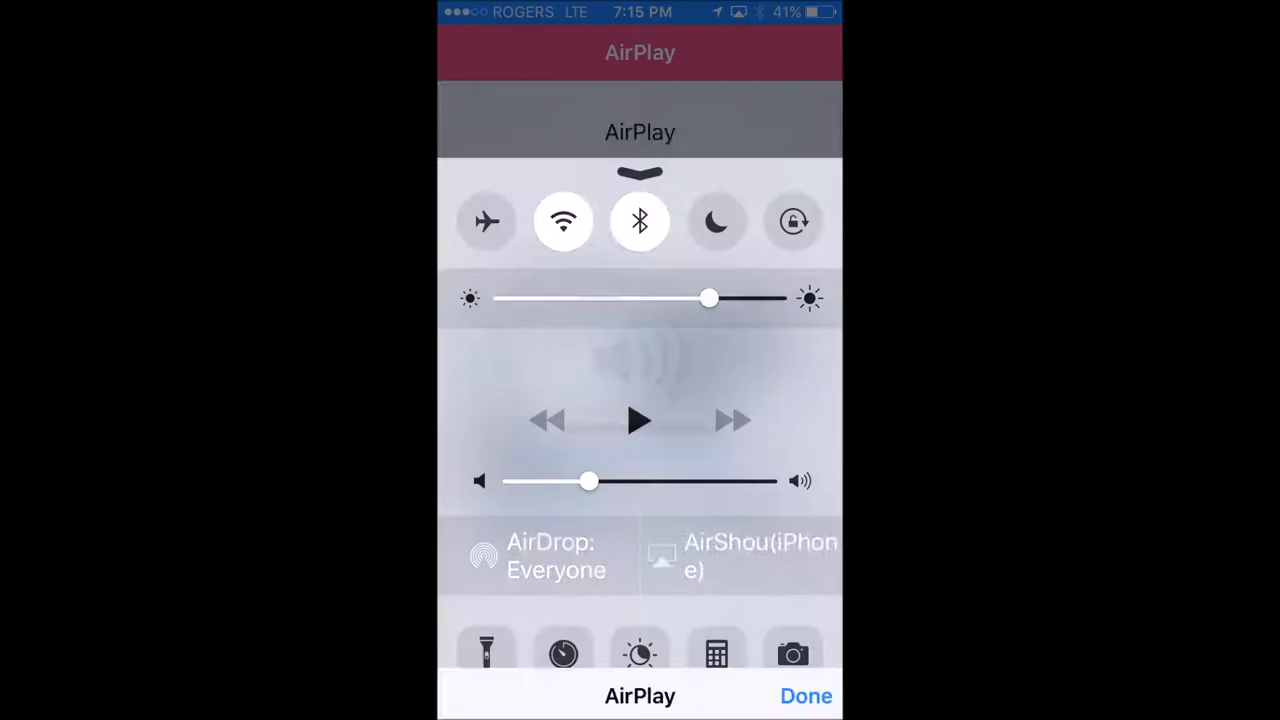 ROGERS LTE 7:15 PM 41%
AirPlay
AirPlay
AirDrop:
Everyone
AirShou(iPhon
e)
AirPlay Done